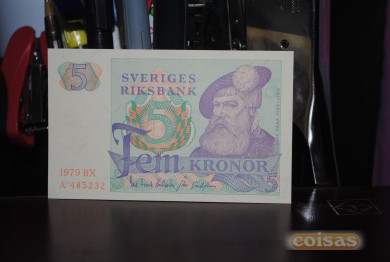 5
SVERIGES
RIKSBANK
5
Fem KRONOR
1979 BX
A 445232
5
coisas